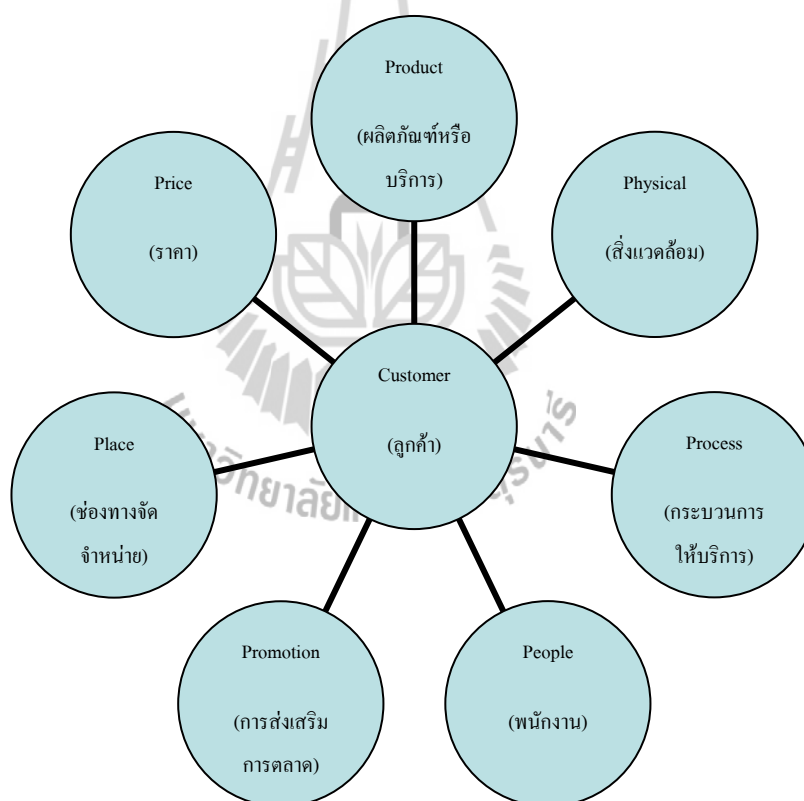 Product
(ผลิตภัณฑ์หรือ
บริการ)
Price
(ราคา)
Physical
(สิ่งแวดล้อม)
Customer
(ลูกค้า)
Place
(ช่องทางจัด
จำหน่าย)
Process
(กระบวนการ
ให้บริการ)
Promotion
(การส่งเสริม
การตลาด)
People
(พนักงาน)